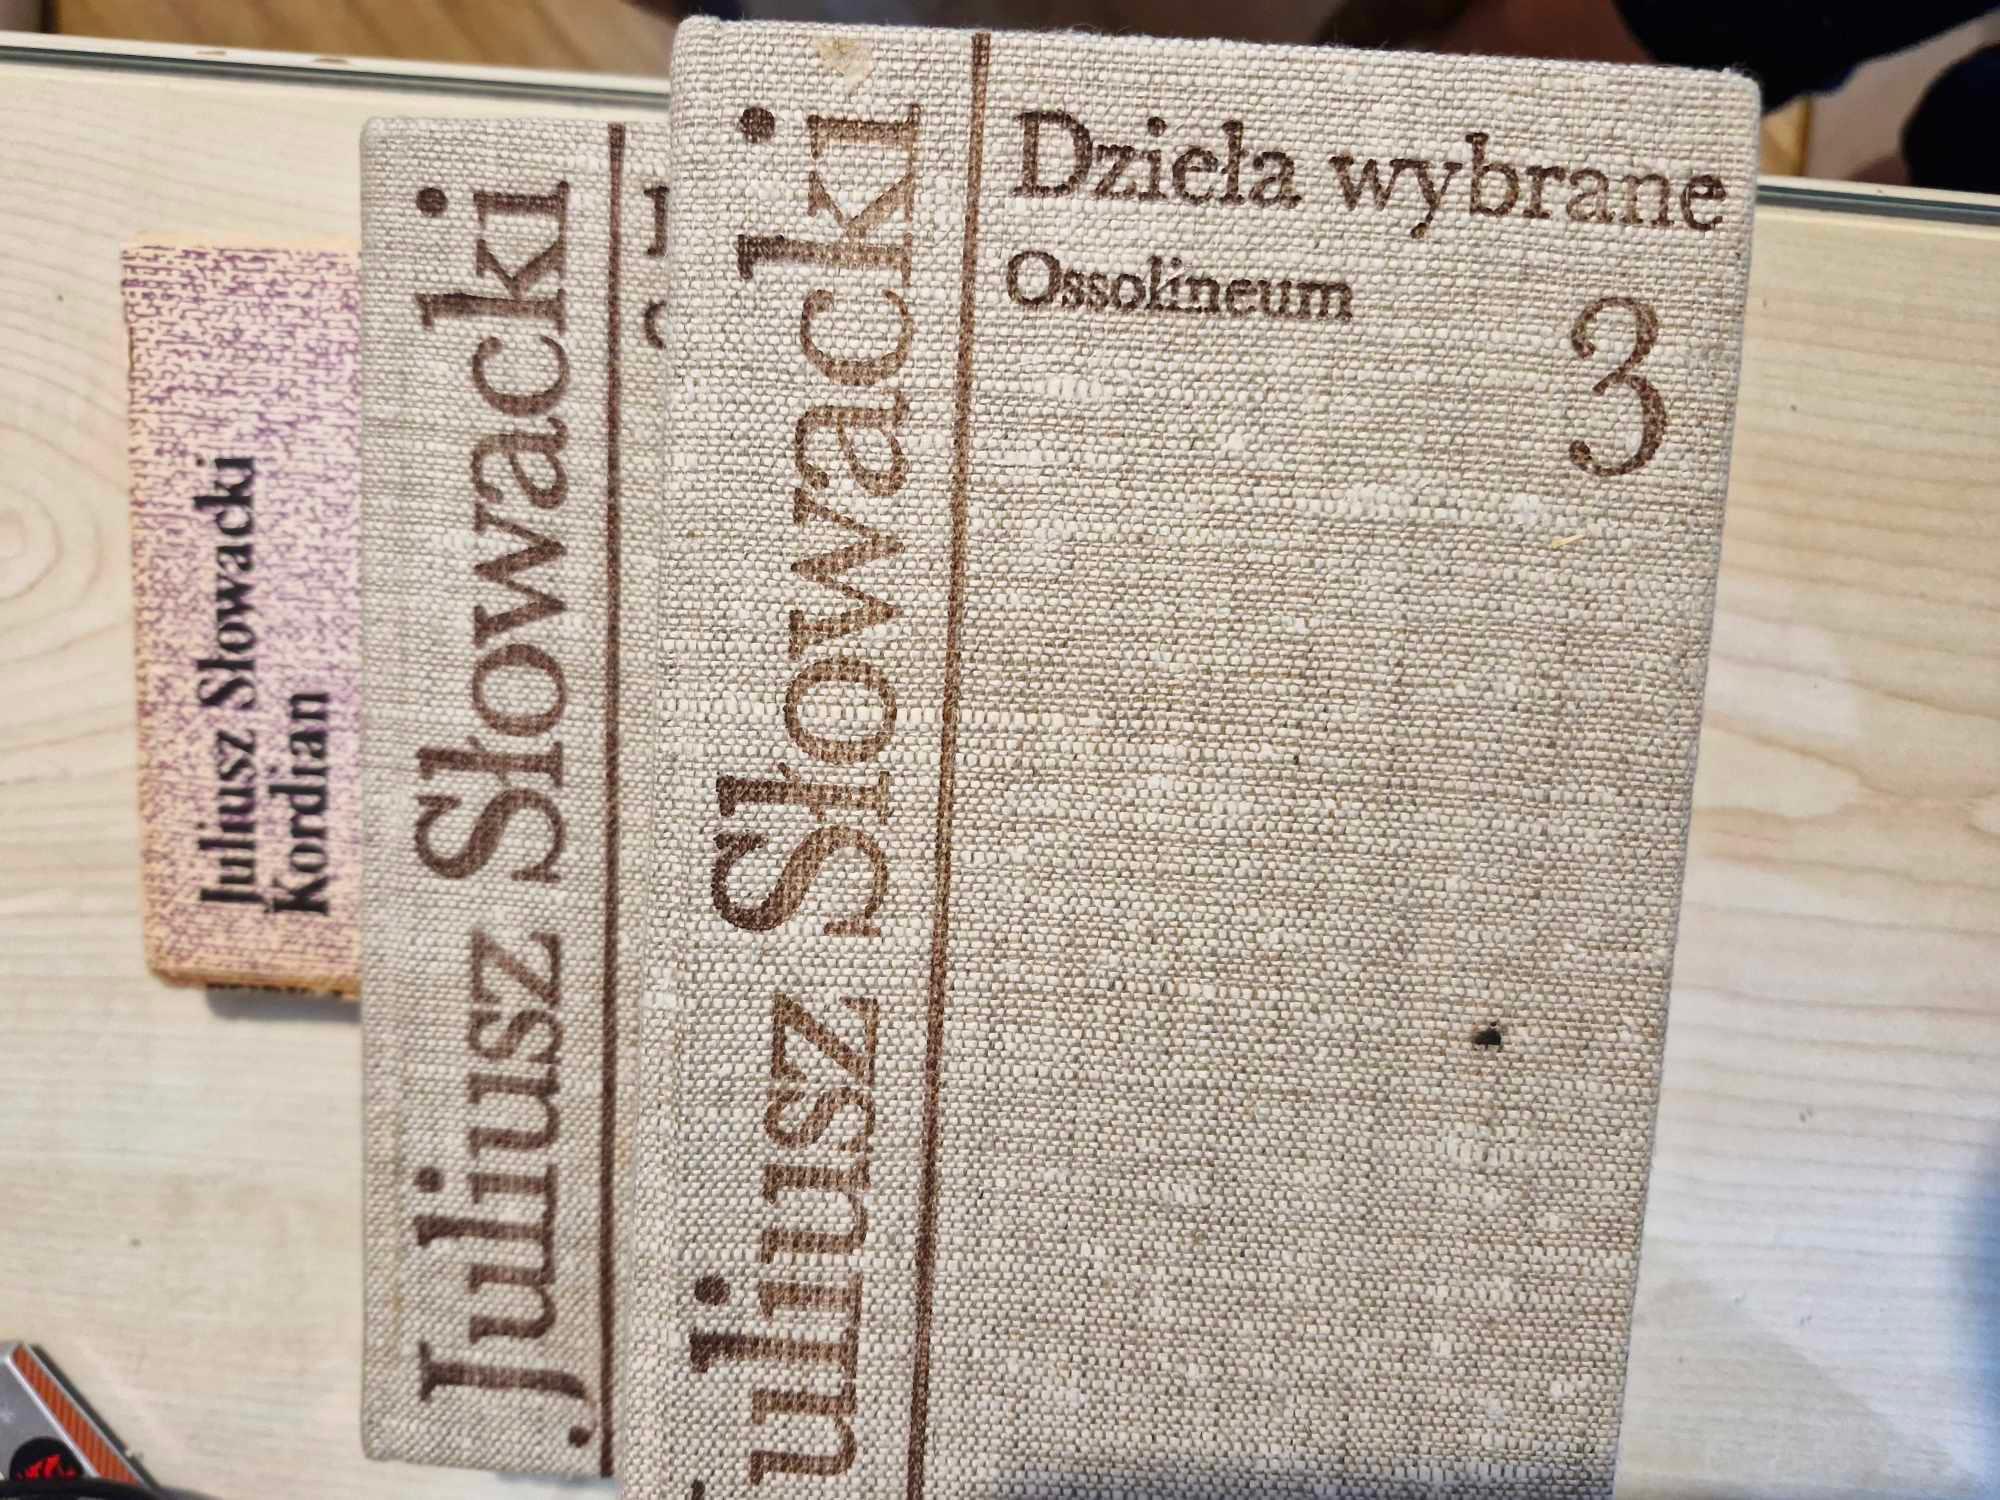 Juliusz Słowacki
Kordian
Juliusz Słowacki
Juliusz Słowacki
Dzieła wybrane
Ossolineum
3